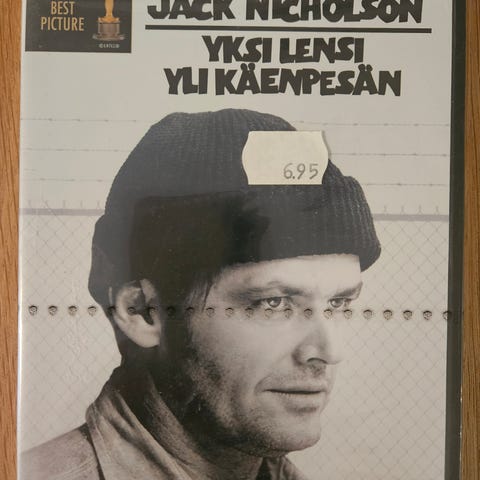 BEST
PICTURE
JACK NICHOLSON
YKSI LENSI
YLI KÄENPESÄN
6.95